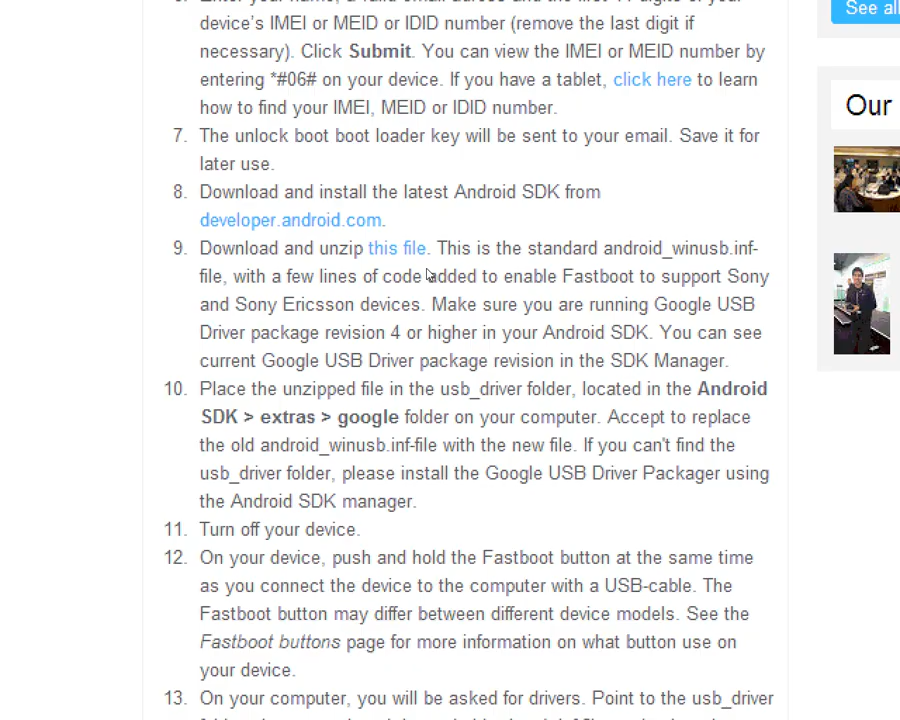 See all
device's IMEI or MEID or IDID number (remove the last digit if
necessary). Click Submit. You can view the IMEI or MEID number by
entering *#06# on your device. If you have a tablet, click here to learn
how to find your IMEI, MEID or IDID number.
7. The unlock boot boot loader key will be sent to your email. Save it for
later use.
8. Download and install the latest Android SDK from
developer.android.com.
9. Download and unzip this file. This is the standard android_winusb.inf-
file, with a few lines of code added to enable Fastboot to support Sony
and Sony Ericsson devices. Make sure you are running Google USB
Driver package revision 4 or higher in your Android SDK. You can see
current Google USB Driver package revision in the SDK Manager.
10. Place the unzipped file in the usb_driver folder, located in the Android
SDK > extras > google folder on your computer. Accept to replace
the old android_winusb.inf-file with the new file. If you can't find the
usb_driver folder, please install the Google USB Driver Packager using
the Android SDK manager.
11. Turn off your device.
12. On your device, push and hold the Fastboot button at the same time
as you connect the device to the computer with a USB-cable. The
Fastboot button may differ between different device models. See the
Fastboot buttons page for more information on what button use on
your device.
13. On your computer, you will be asked for drivers. Point to the usb_driver
Our